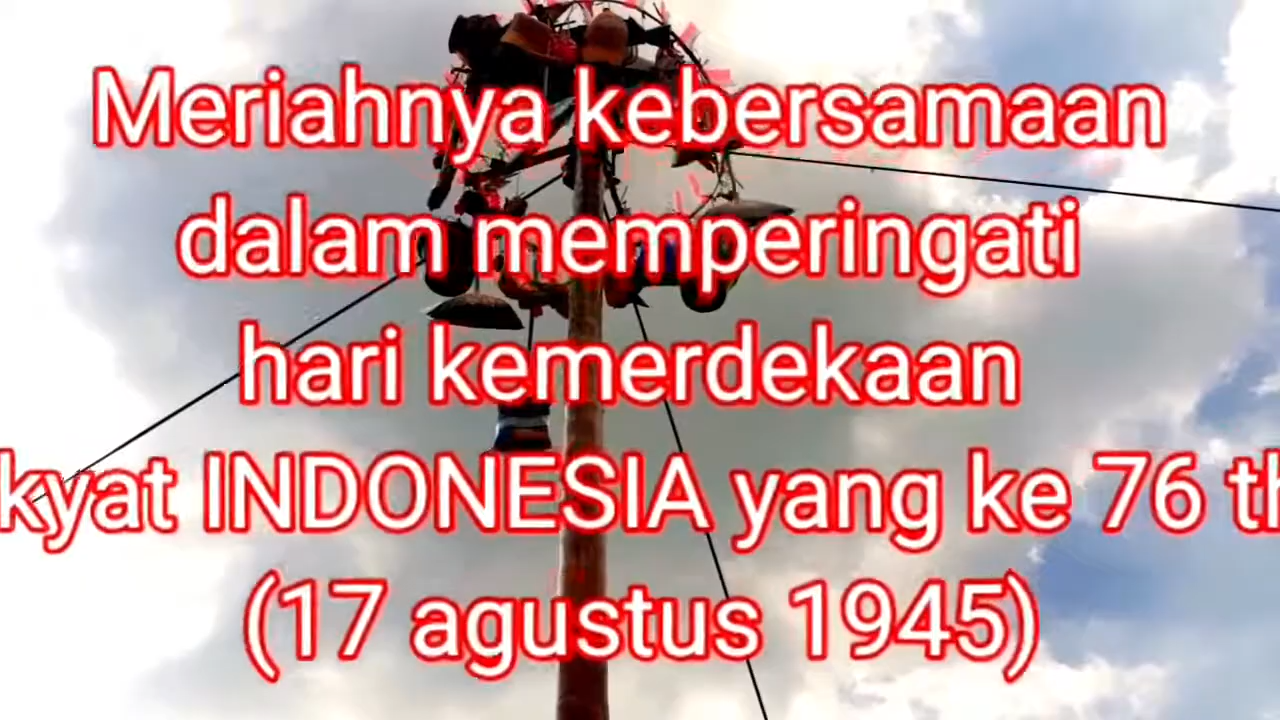 Meriahnya kebersamaan
dalam memperingati
hari kemerdekaan
kyat INDONESIA yang ke 76 th
(17 agustus 1945)